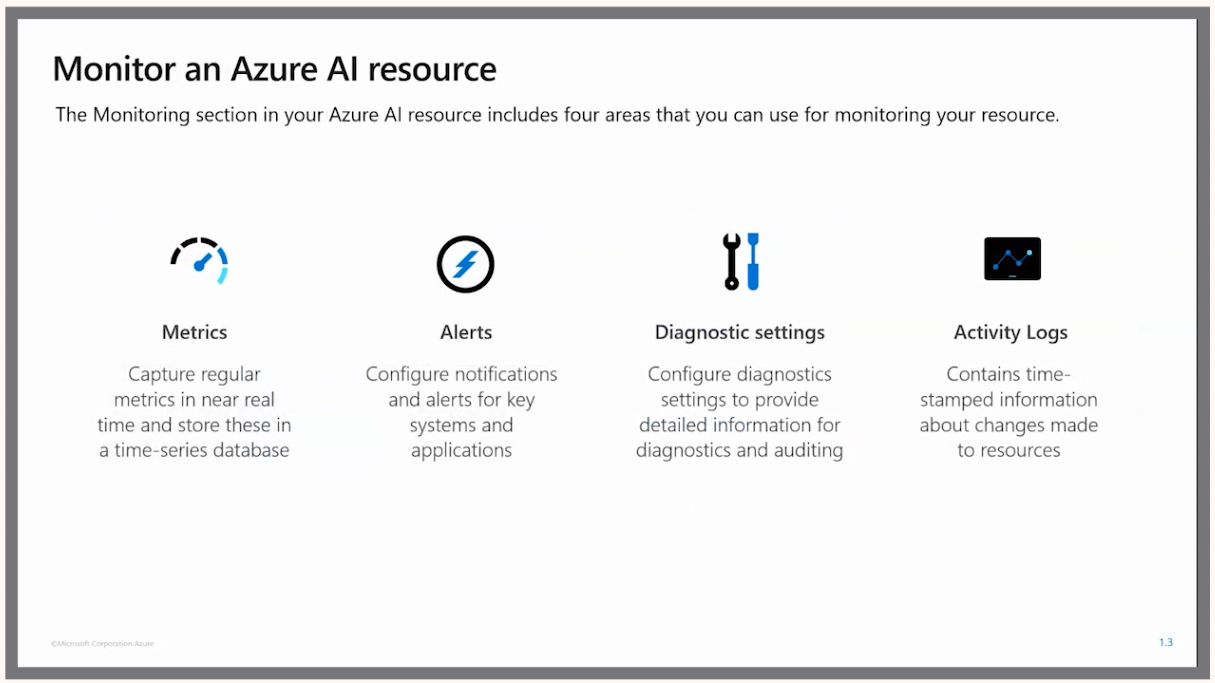 Monitor an Azure AI resource
The Monitoring section in your Azure AI resource includes four areas that you can use for monitoring your resource.
Metrics
Capture regular
metrics in near real
time and store these in
a time-series database
Alerts
Configure notifications
and alerts for key
systems and
applications
Diagnostic settings
Configure diagnostics
settings to provide
detailed information for
diagnostics and auditing
Activity Logs
Contains time-
stamped information
about changes made
to resources
©Microsoft Corporation Azure
1.3